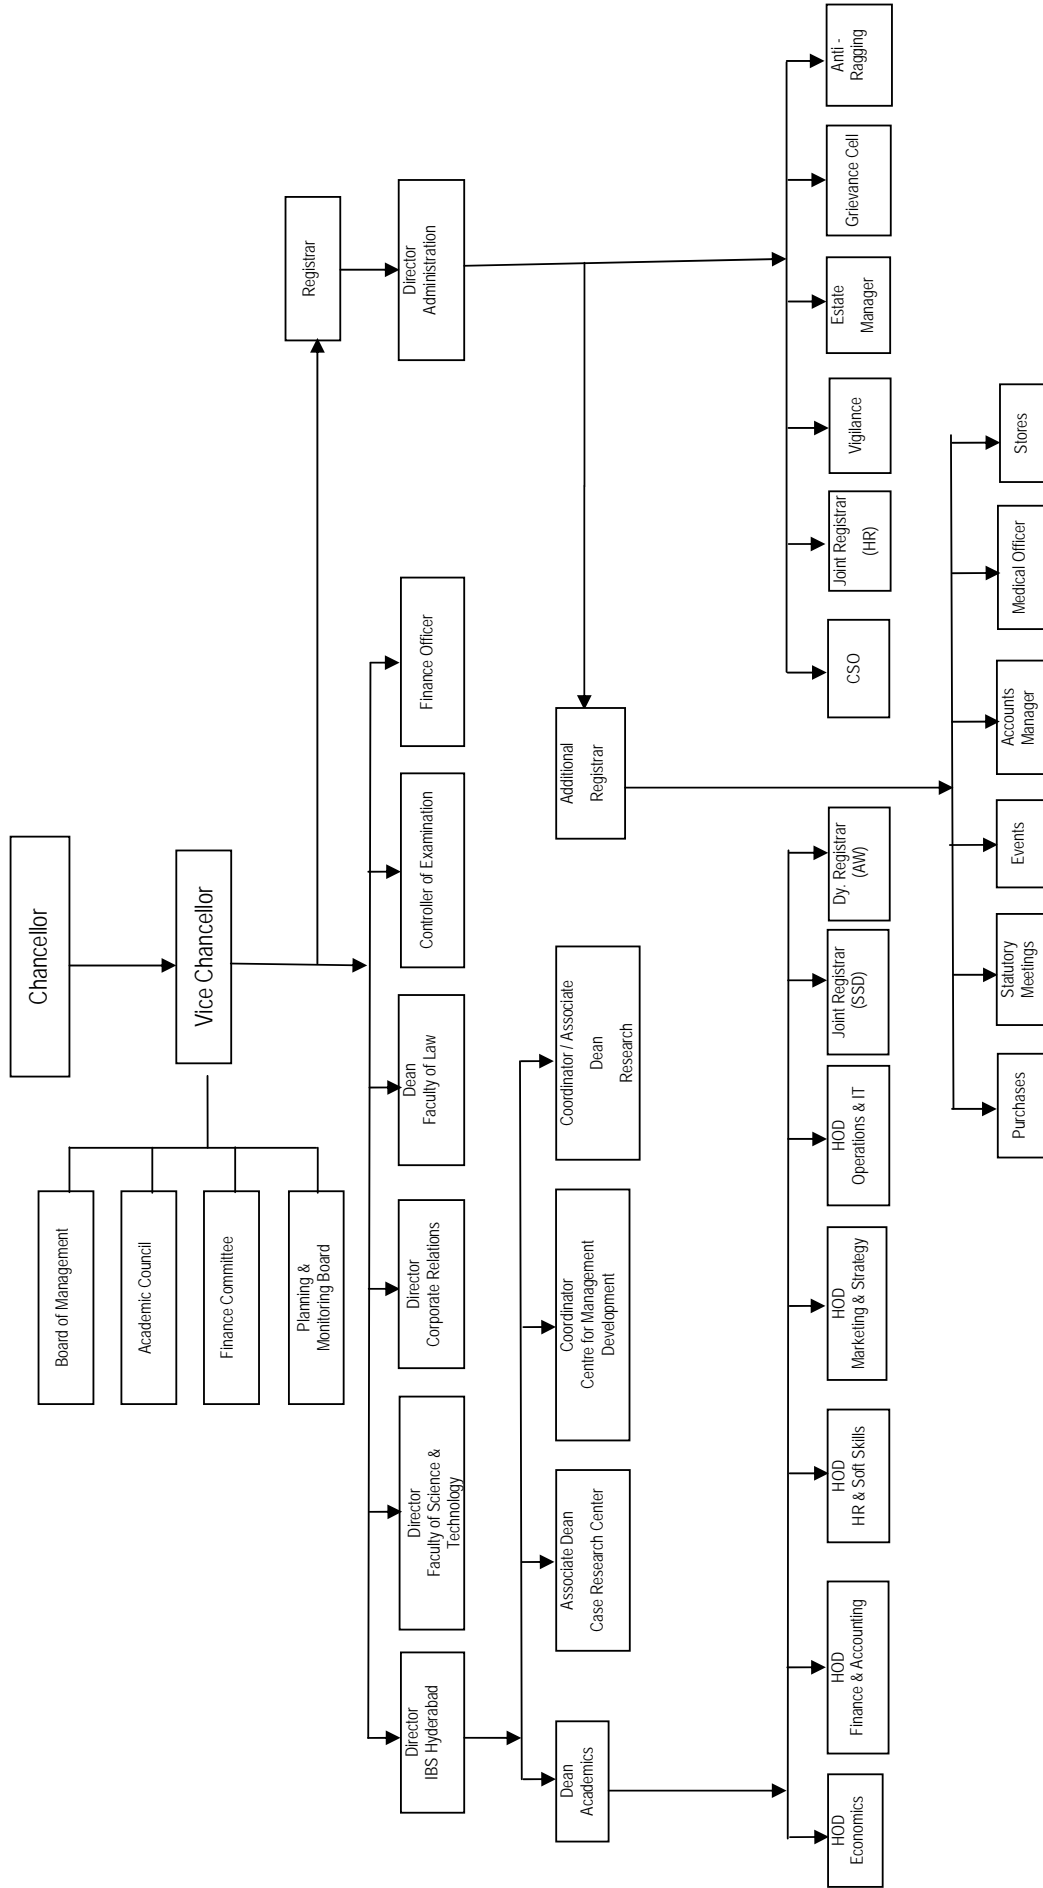 Chancellor
Vice Chancellor
Board of Management
Academic Council
Finance Committee
Planning &
Monitoring Board
Registrar
Director
IBS Hyderabad
Director
Faculty of Science &
Technology
Director
Corporate Relations
Dean
Faculty of Law
Controller of Examination
Finance Officer
Director
Administration
Dean
Academics
Associate Dean
Case Research Center
Coordinator
Centre for Management
Development
Coordinator / Associate
Dean
Research
Additional
Registrar
HOD
Economics
HOD
Finance & Accounting
HOD
HR & Soft Skills
HOD
Marketing & Strategy
HOD
Operations & IT
Joint Registrar
(SSD)
Dy. Registrar
(AW)
CSO
Joint Registrar
(HR)
Vigilance
Estate
Manager
Grievance Cell
Anti -
Ragging
Purchases
Statutory
Meetings
Events
Accounts
Manager
Medical Officer
Stores